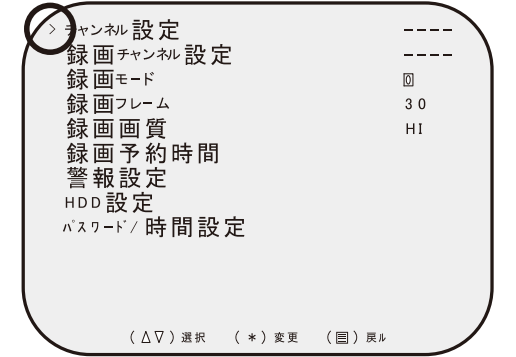 > チャンネル設定 ----
録画チャンネル設定 ----
録画モード 0
録画フレーム 30
録画画質 HI
録画予約時間
警報設定
HDD設定
パスワード/時間設定
(△▽)選択 (*)変更 (目)戻ル